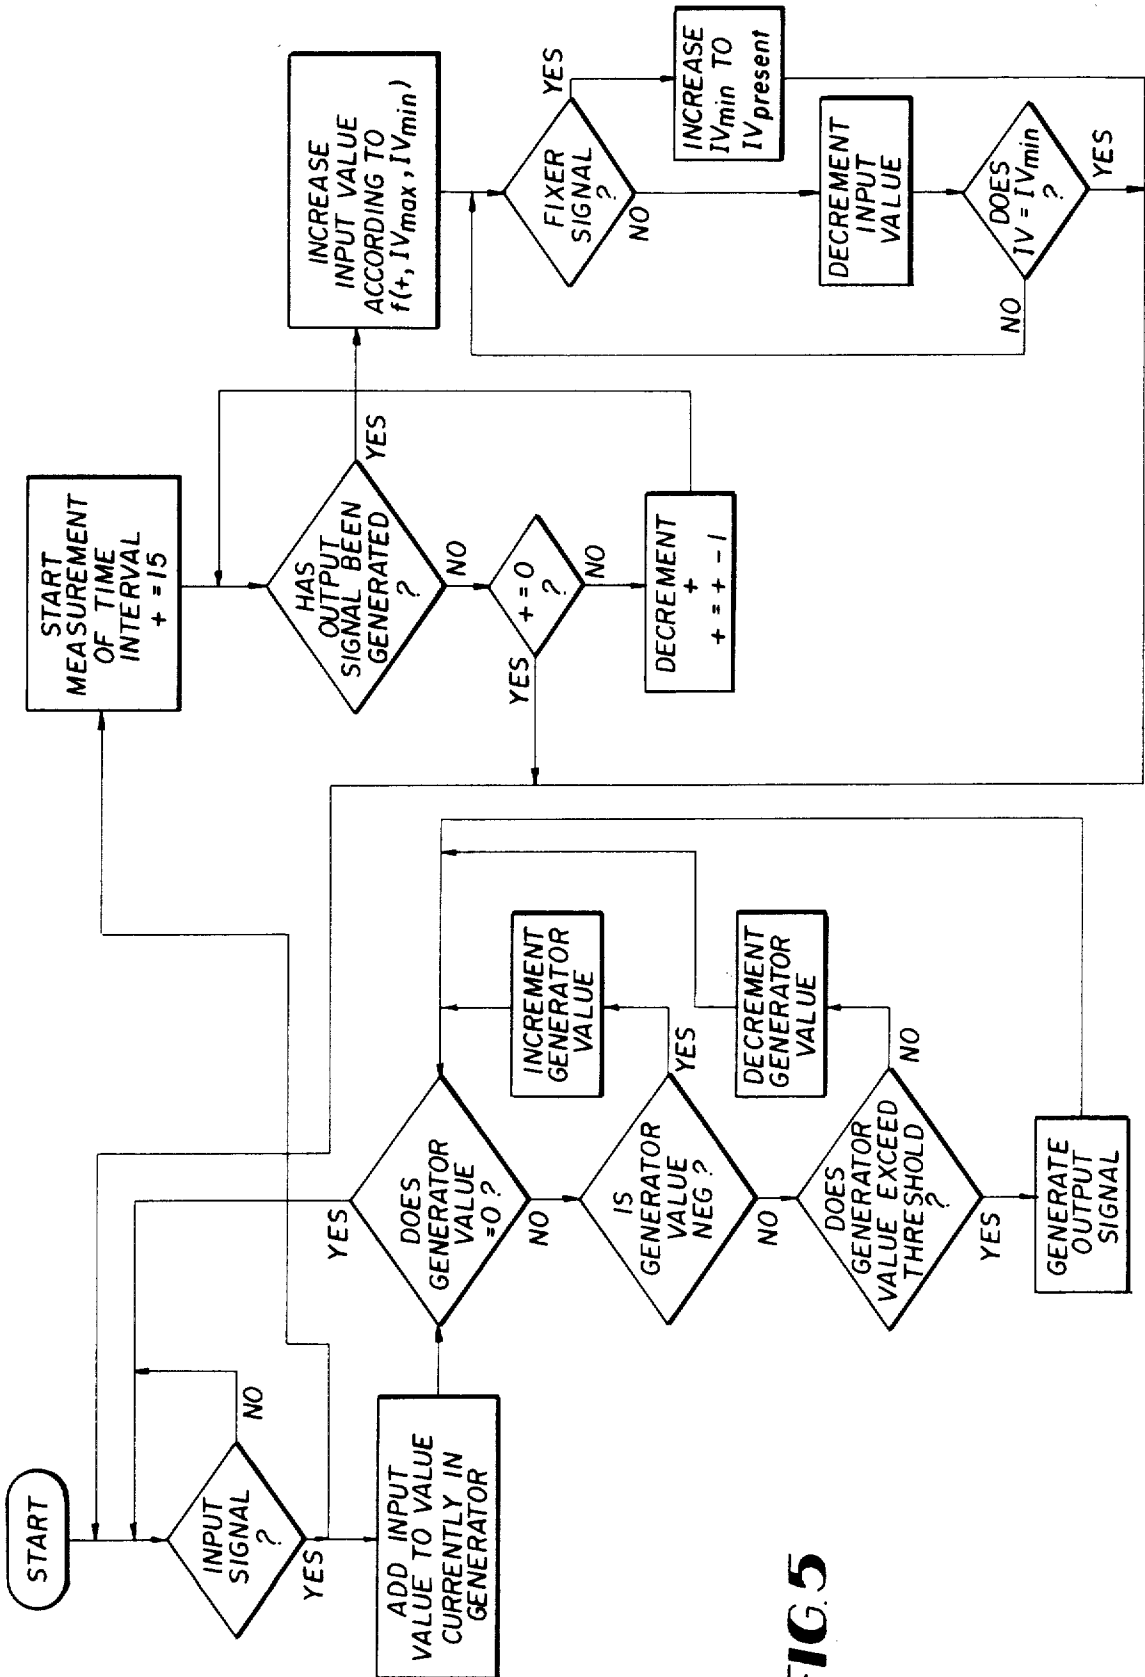 START
INPUT
SIGNAL
?
NO
YES
ADD INPUT
VALUE TO VALUE
CURRENTLY IN
GENERATOR
YES
DOES
GENERATOR
VALUE
=0 ?
NO
INCREMENT
GENERATOR
VALUE
IS
GENERATOR
VALUE
NEG?
YES
NO
DECREMENT
GENERATOR
VALUE
DOES
GENERATOR
VALUE EXCEED
THRESHOLD
?
NO
YES
GENERATE
OUTPUT
SIGNAL
START
MEASUREMENT
OF TIME
INTERVAL
t = 15
HAS
OUTPUT
SIGNAL BEEN
GENERATED
?
YES
NO
t = 0
?
YES
NO
DECREMENT
t
t = t - 1
INCREASE
INPUT VALUE
ACCORDING TO
f(t, IVmax, IVmin)
FIXER
SIGNAL
?
YES
NO
INCREASE
IVmin TO
IVpresent
DECREMENT
INPUT
VALUE
DOES
IV = IVmin
?
NO
YES
FIG.5